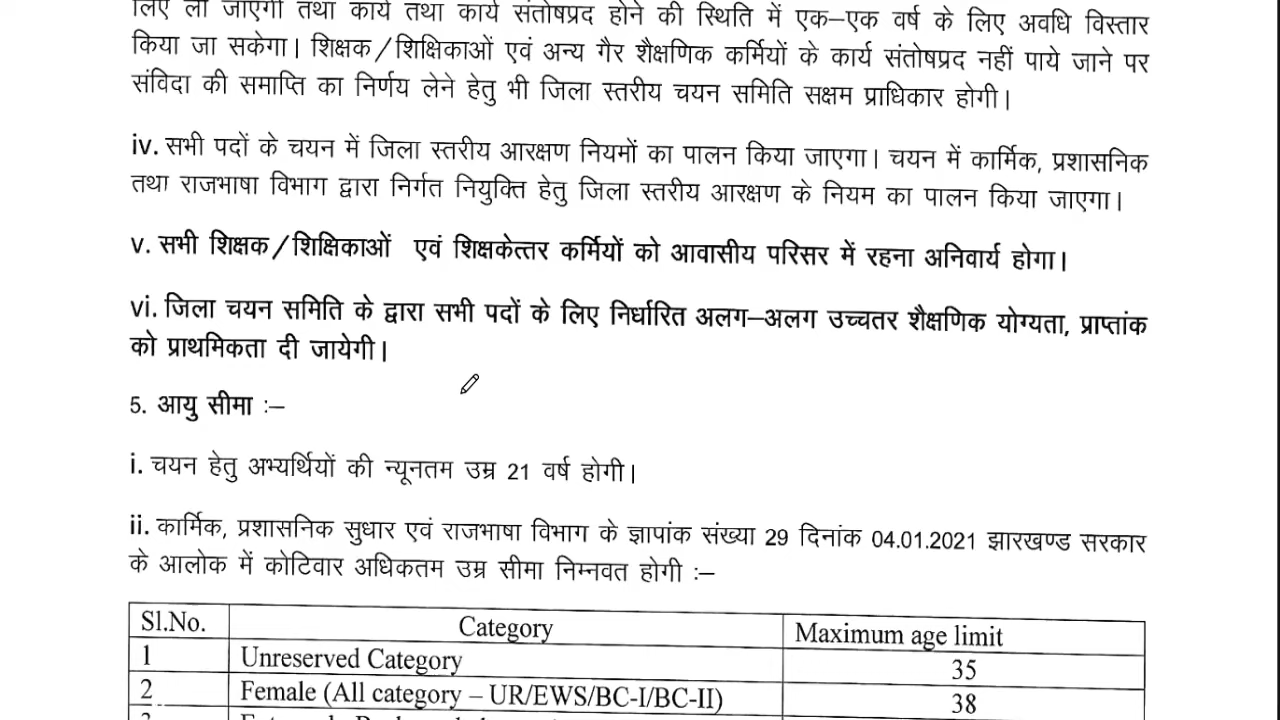 लिए ली जाएगी तथा कार्य तथा कार्य संतोषप्रद होने की स्थिति में एक–एक वर्ष के लिए अवधि विस्तार
किया जा सकेगा। शिक्षक/शिक्षिकाओं एवं अन्य गैर शैक्षणिक कर्मियों के कार्य संतोषप्रद नहीं पाये जाने पर
संविदा की समाप्ति का निर्णय लेने हेतु भी जिला स्तरीय चयन समिति सक्षम प्राधिकार होगी।
iv. सभी पदों के चयन में जिला स्तरीय आरक्षण नियमों का पालन किया जाएगा। चयन में कार्मिक, प्रशासनिक
तथा राजभाषा विभाग द्वारा निर्गत नियुक्ति हेतु जिला स्तरीय आरक्षण के नियम का पालन किया जाएगा।
v. सभी शिक्षक/शिक्षिकाओं एवं शिक्षकेत्तर कर्मियों को आवासीय परिसर में रहना अनिवार्य होगा।
vi. जिला चयन समिति के द्वारा सभी पदों के लिए निर्धारित अलग–अलग उच्चतर शैक्षणिक योग्यता, प्राप्तांक
को प्राथमिकता दी जायेगी।
5. आयु सीमा :–
i. चयन हेतु अभ्यर्थियों की न्यूनतम उम्र 21 वर्ष होगी।
ii. कार्मिक, प्रशासनिक सुधार एवं राजभाषा विभाग के ज्ञापांक संख्या 29 दिनांक 04.01.2021 झारखण्ड सरकार
के आलोक में कोटिवार अधिकतम उम्र सीमा निम्नवत होगी :–
Sl.No. Category Maximum age limit
1 Unreserved Category 35
2 Female (All category – UR/EWS/BC-I/BC-II) 38